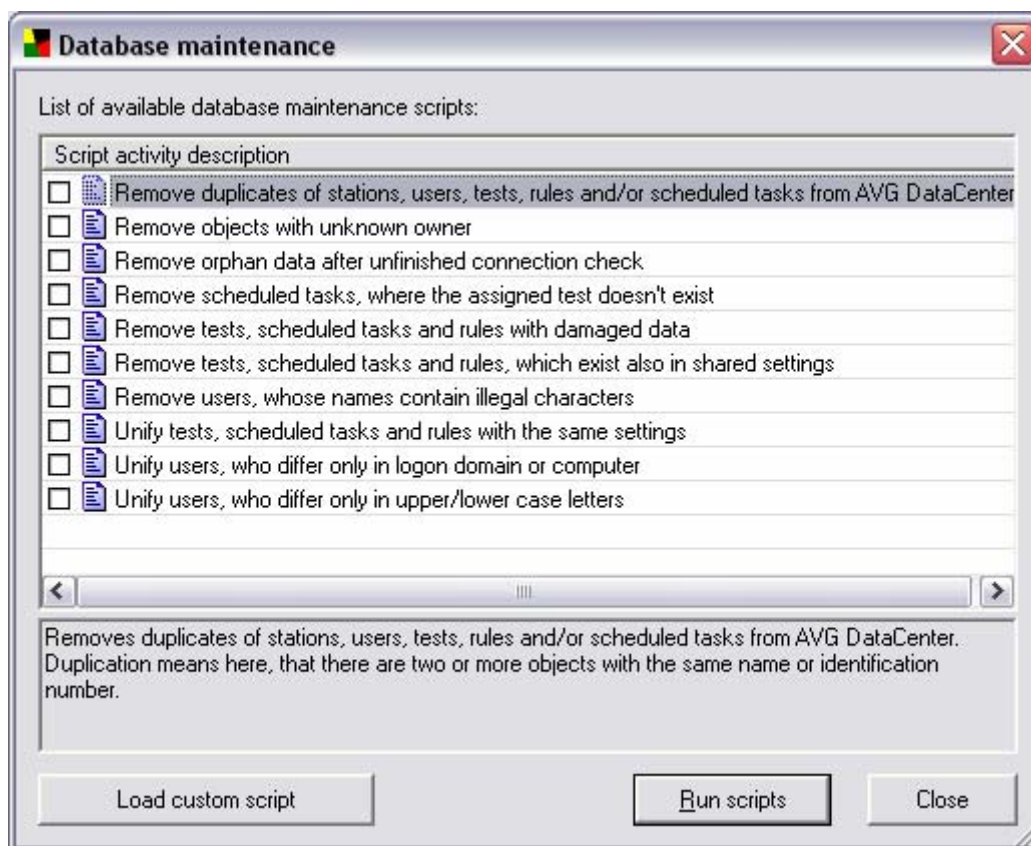 Database maintenance
List of available database maintenance scripts:
Script activity description
Remove duplicates of stations, users, tests, rules and/or scheduled tasks from AVG DataCenter
Remove objects with unknown owner
Remove orphan data after unfinished connection check
Remove scheduled tasks, where the assigned test doesn't exist
Remove tests, scheduled tasks and rules with damaged data
Remove tests, scheduled tasks and rules, which exist also in shared settings
Remove users, whose names contain illegal characters
Unify tests, scheduled tasks and rules with the same settings
Unify users, who differ only in logon domain or computer
Unify users, who differ only in upper/lower case letters
Removes duplicates of stations, users, tests, rules and/or scheduled tasks from AVG DataCenter.
Duplication means here, that there are two or more objects with the same name or identification
number.
Load custom script
Run scripts
Close